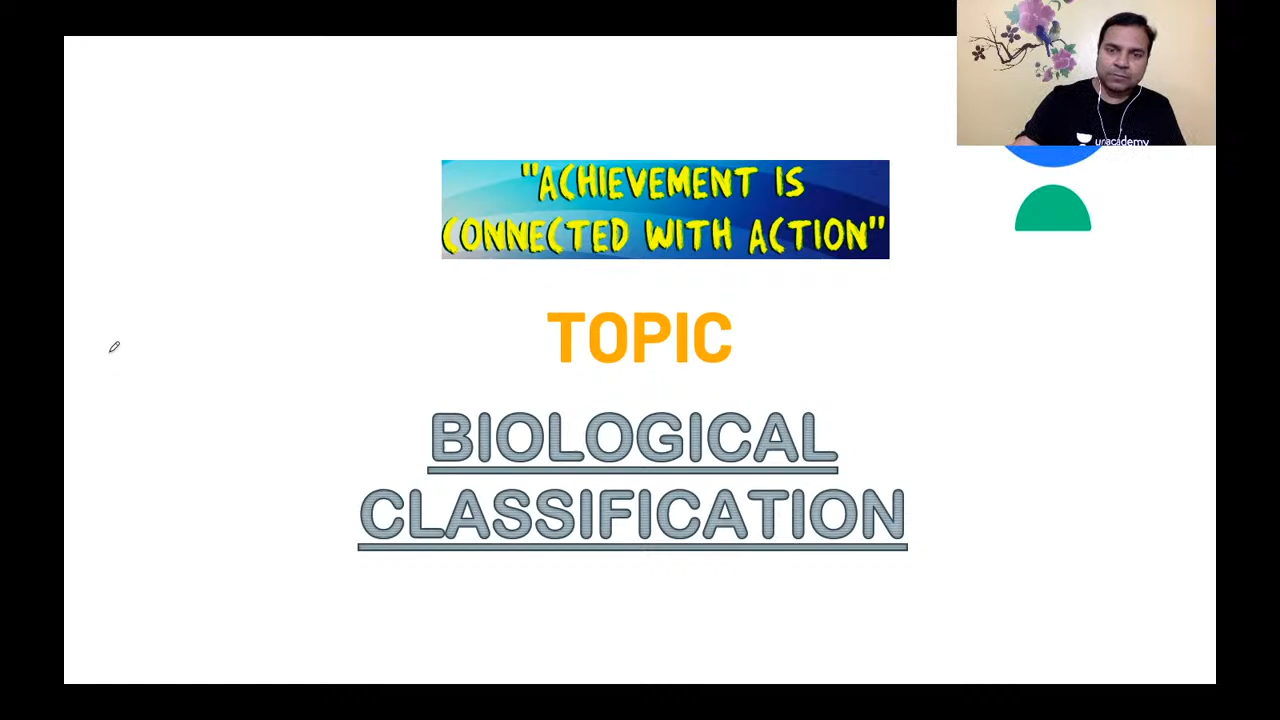 unacademy
"ACHIEVEMENT IS
CONNECTED WITH ACTION"
TOPIC
BIOLOGICAL
CLASSIFICATION